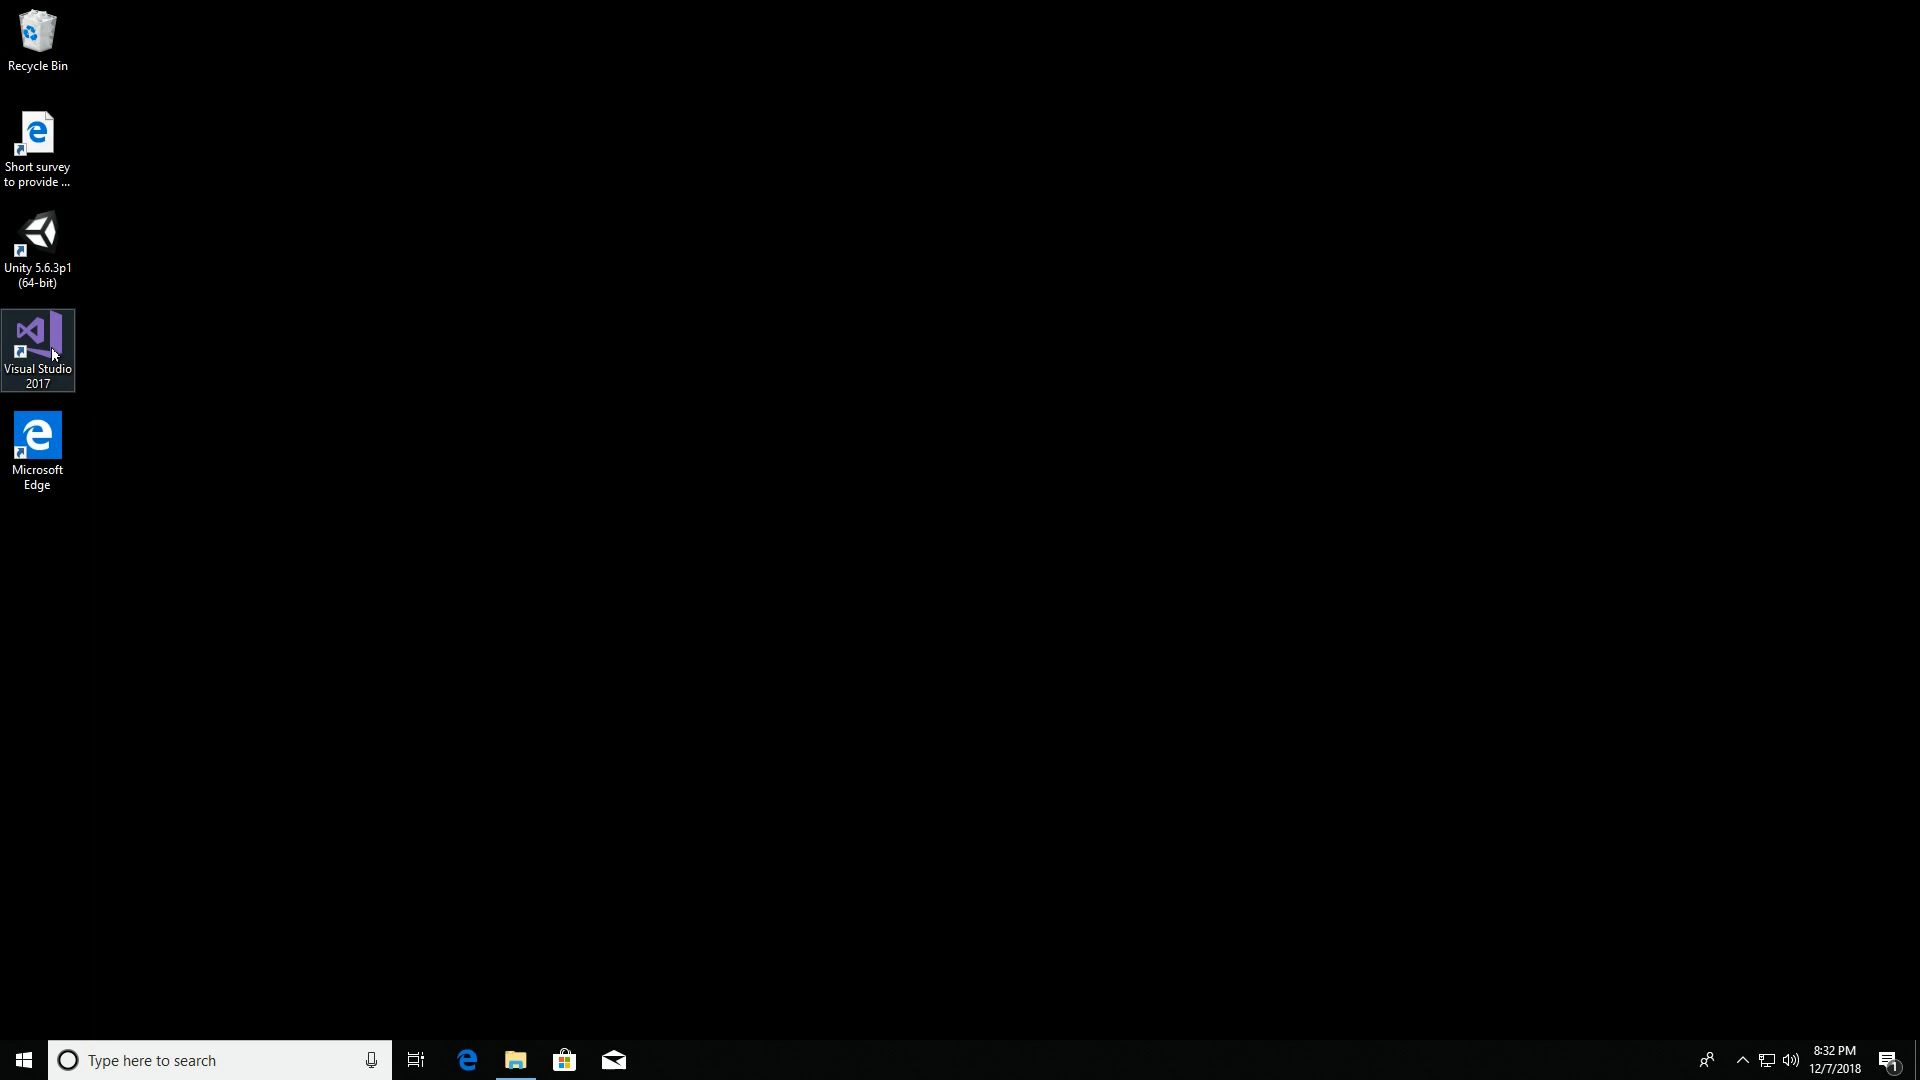 Recycle Bin
Short survey
to provide ...
Unity 5.6.3p1
(64-bit)
Visual Studio
2017
Microsoft
Edge
Type here to search
8:32 PM
12/7/2018
1